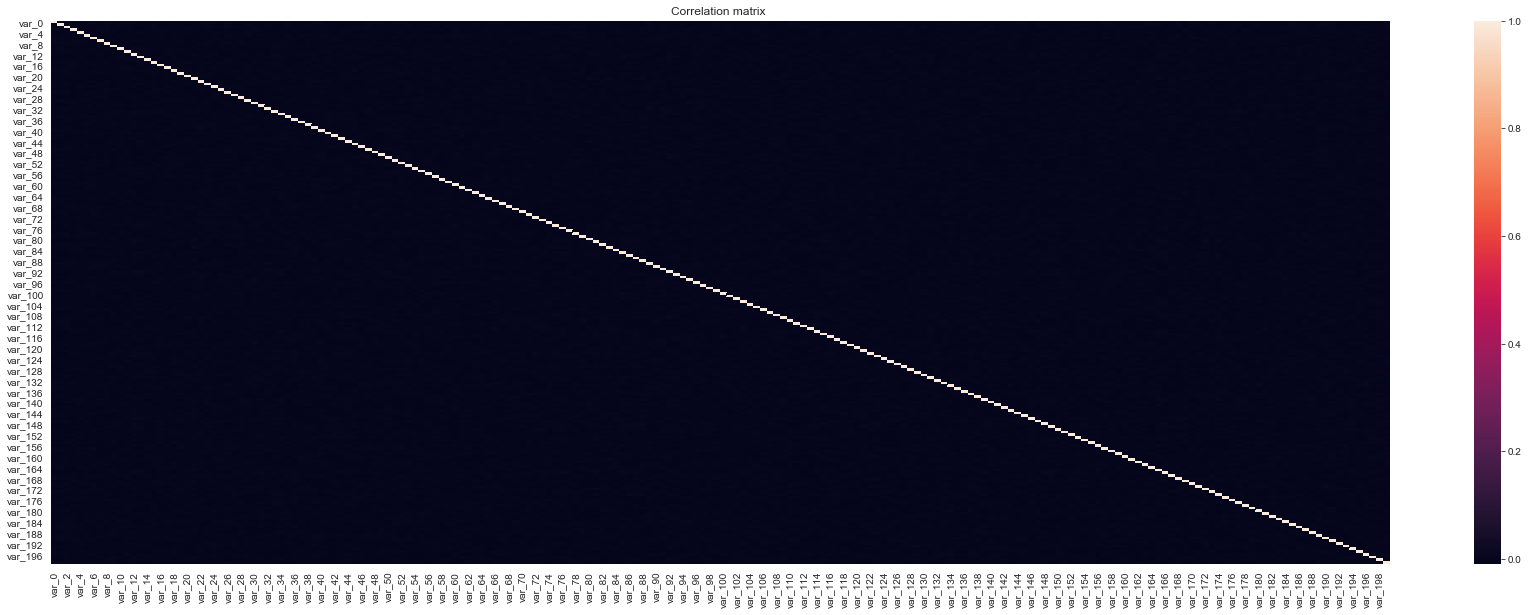 Correlation matrix
var_0
var_4
var_8
var_12
var_16
var_20
var_24
var_28
var_32
var_36
var_40
var_44
var_48
var_52
var_56
var_60
var_64
var_68
var_72
var_76
var_80
var_84
var_88
var_92
var_96
var_100
var_104
var_108
var_112
var_116
var_120
var_124
var_128
var_132
var_136
var_140
var_144
var_148
var_152
var_156
var_160
var_164
var_168
var_172
var_176
var_180
var_184
var_188
var_192
var_196
var_0
var_2
var_4
var_6
var_8
var_10
var_12
var_14
var_16
var_18
var_20
var_22
var_24
var_26
var_28
var_30
var_32
var_34
var_36
var_38
var_40
var_42
var_44
var_46
var_48
var_50
var_52
var_54
var_56
var_58
var_60
var_62
var_64
var_66
var_68
var_70
var_72
var_74
var_76
var_78
var_80
var_82
var_84
var_86
var_88
var_90
var_92
var_94
var_96
var_98
var_100
var_102
var_104
var_106
var_108
var_110
var_112
var_114
var_116
var_118
var_120
var_122
var_124
var_126
var_128
var_130
var_132
var_134
var_136
var_138
var_140
var_142
var_144
var_146
var_148
var_150
var_152
var_154
var_156
var_158
var_160
var_162
var_164
var_166
var_168
var_170
var_172
var_174
var_176
var_178
var_180
var_182
var_184
var_186
var_188
var_190
var_192
var_194
var_196
var_198
1.0
0.8
0.6
0.4
0.2
0.0